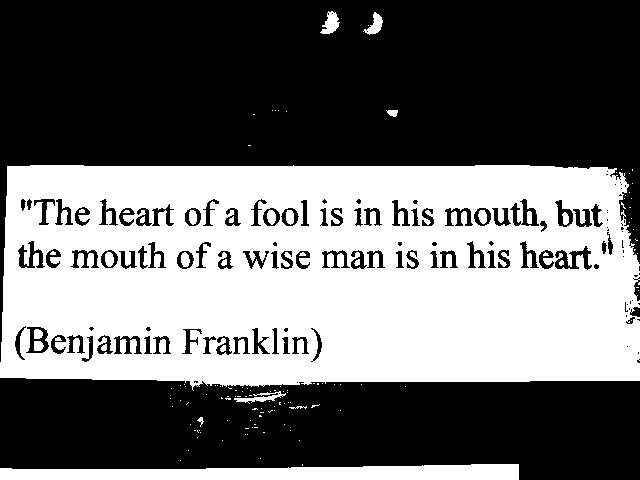 "The heart of a fool is in his mouth, but
the mouth of a wise man is in his heart."
(Benjamin Franklin)